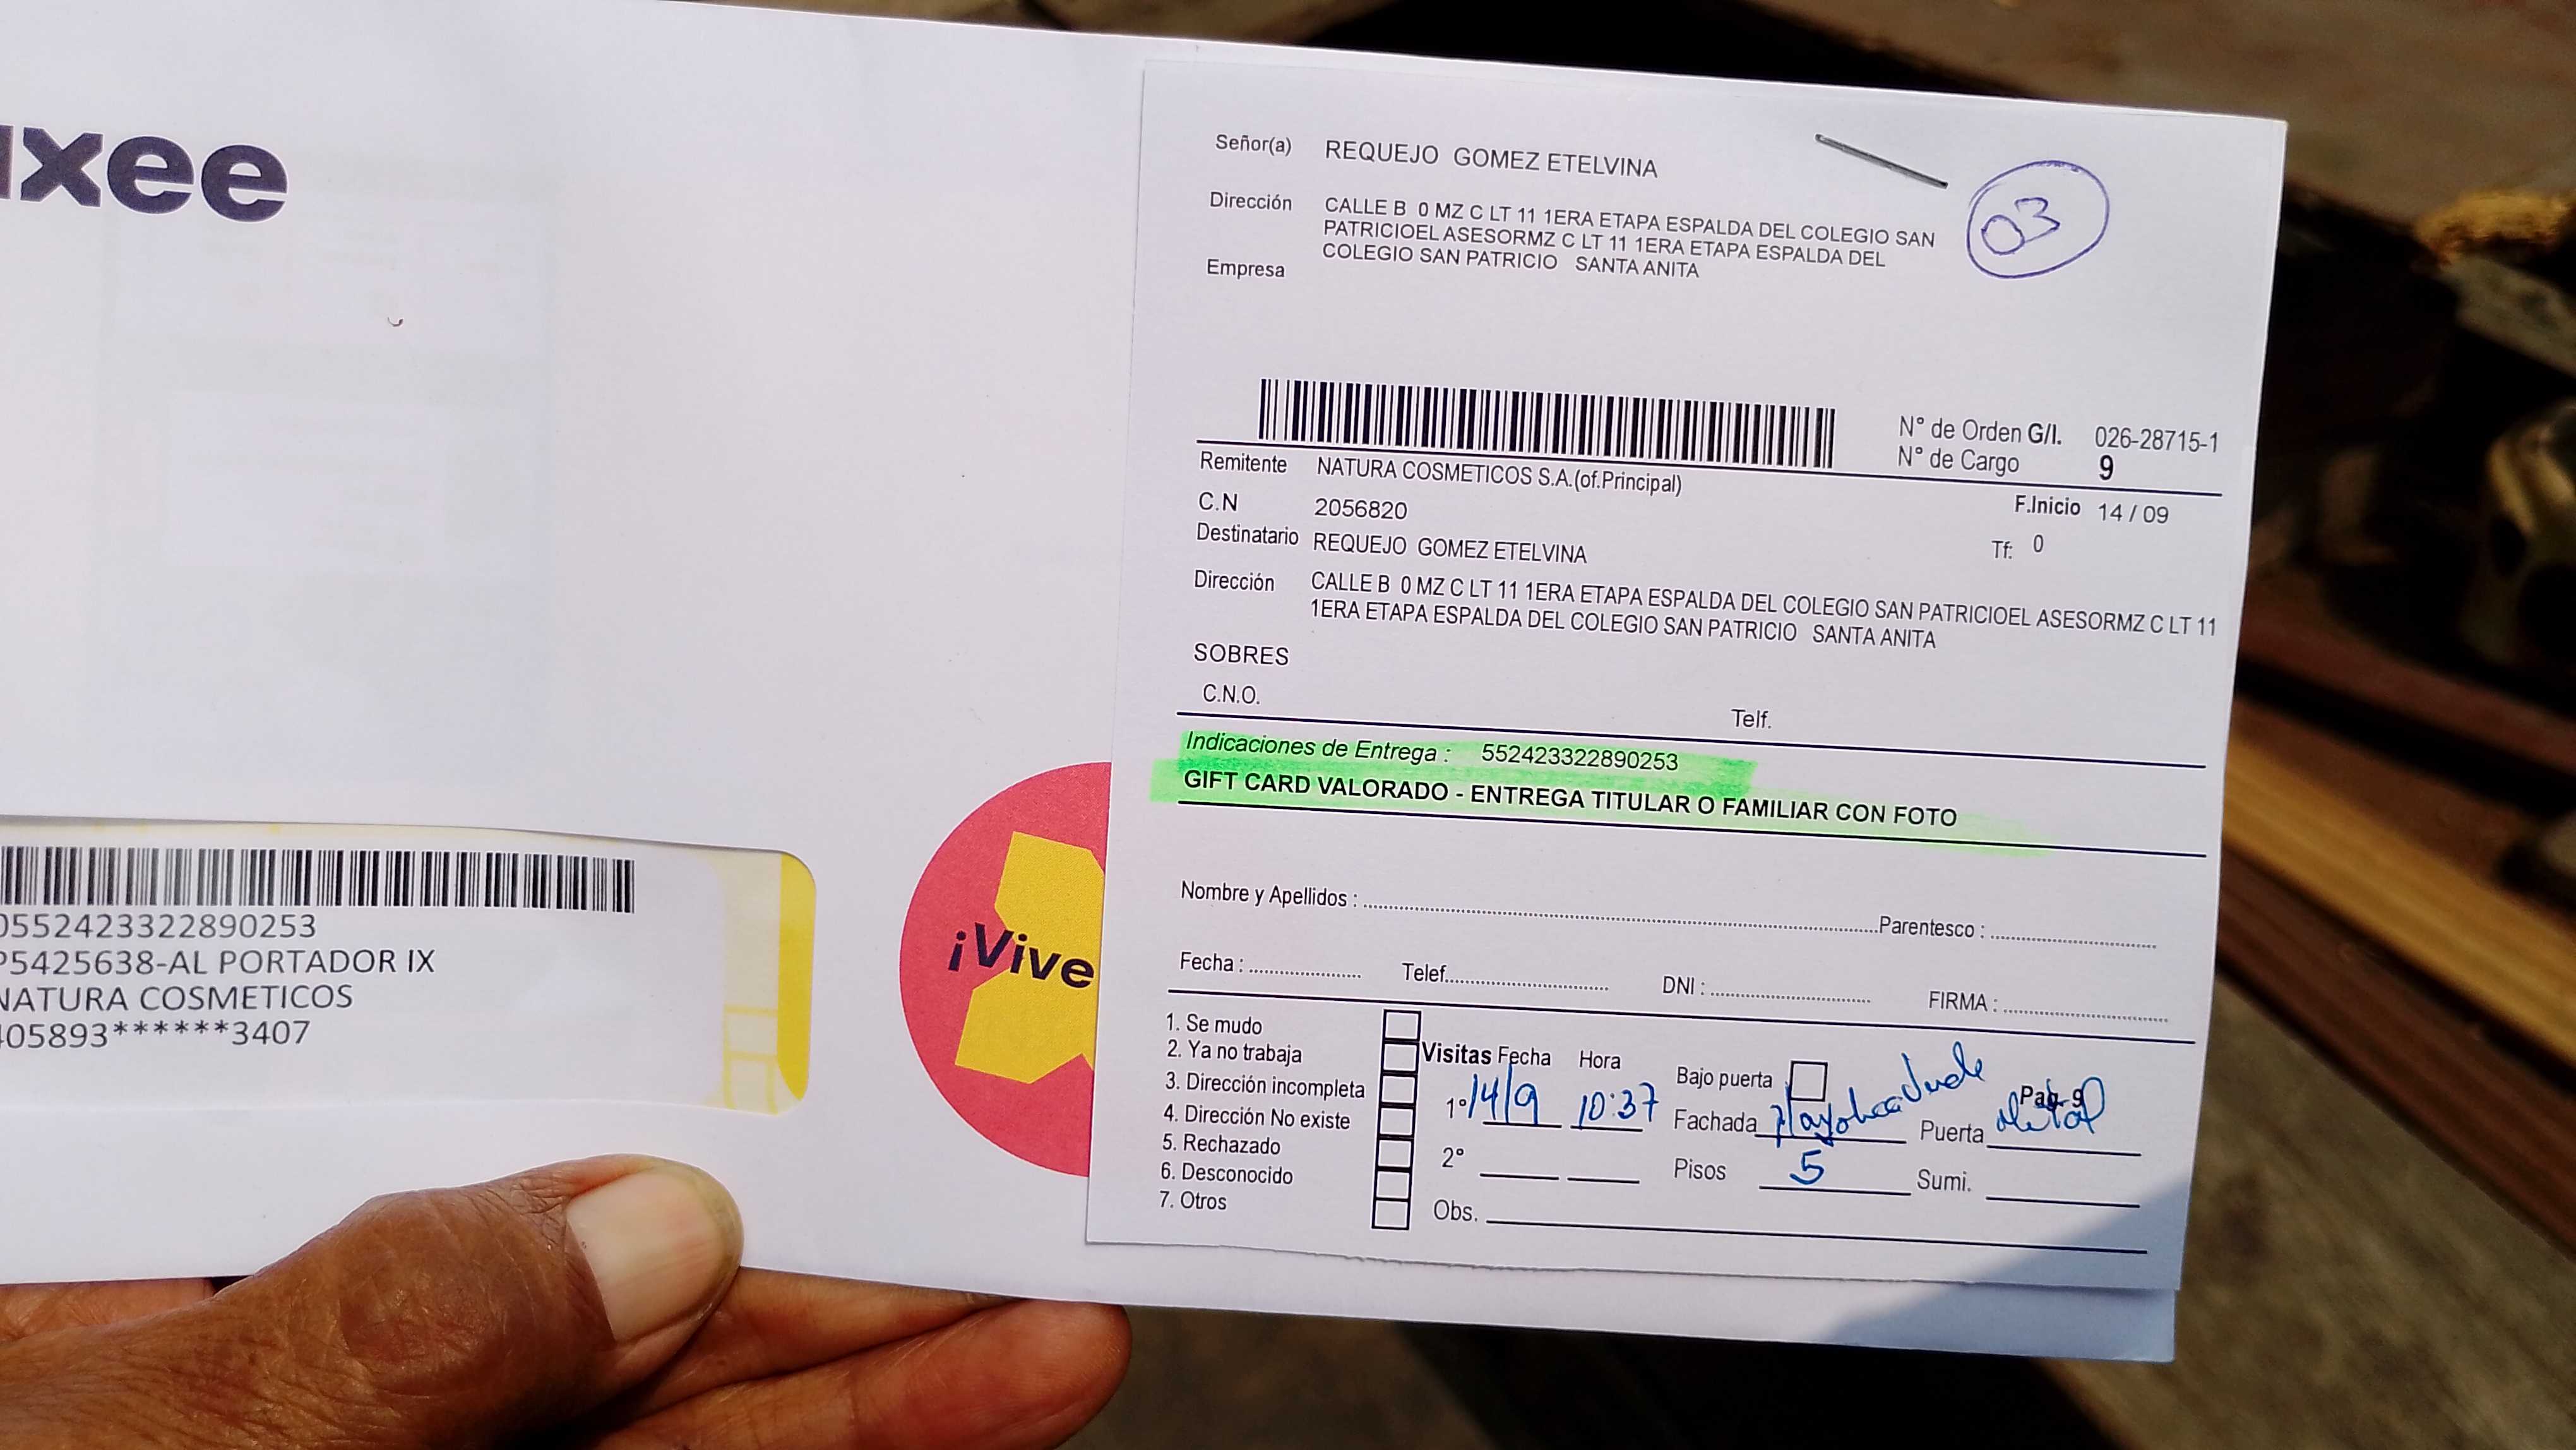 uxee
Señor(a) REQUEJO GOMEZ ETELVINA
03
Dirección CALLE B 0 MZ C LT 11 1ERA ETAPA ESPALDA DEL COLEGIO SAN
PATRICIOEL ASESORMZ C LT 11 1ERA ETAPA ESPALDA DEL
COLEGIO SAN PATRICIO SANTA ANITA
Empresa
N° de Orden G/I. 026-28715-1
N° de Cargo 9
Remitente NATURA COSMETICOS S.A.(of.Principal)
C.N 2056820
F.Inicio 14 / 09
Destinatario REQUEJO GOMEZ ETELVINA
Tf: 0
Dirección CALLE B 0 MZ C LT 11 1ERA ETAPA ESPALDA DEL COLEGIO SAN PATRICIOEL ASESORMZ C LT 11
1ERA ETAPA ESPALDA DEL COLEGIO SAN PATRICIO SANTA ANITA
SOBRES
C.N.O. Telf.
Indicaciones de Entrega : 552423322890253
GIFT CARD VALORADO - ENTREGA TITULAR O FAMILIAR CON FOTO
Nombre y Apellidos : Parentesco :
Fecha : Telef. DNI : FIRMA :
1. Se mudo
2. Ya no trabaja
3. Dirección incompleta
4. Dirección No existe
5. Rechazado
6. Desconocido
7. Otros
Visitas Fecha Hora
1° 14/9 10:37
2°
Obs.
Bajo puerta
Pag. 9
Fachada
Puerta
Pisos 5 Sumi.
0552423322890253
P5425638-AL PORTADOR IX
NATURA COSMETICOS
405893******3407
¡Vive